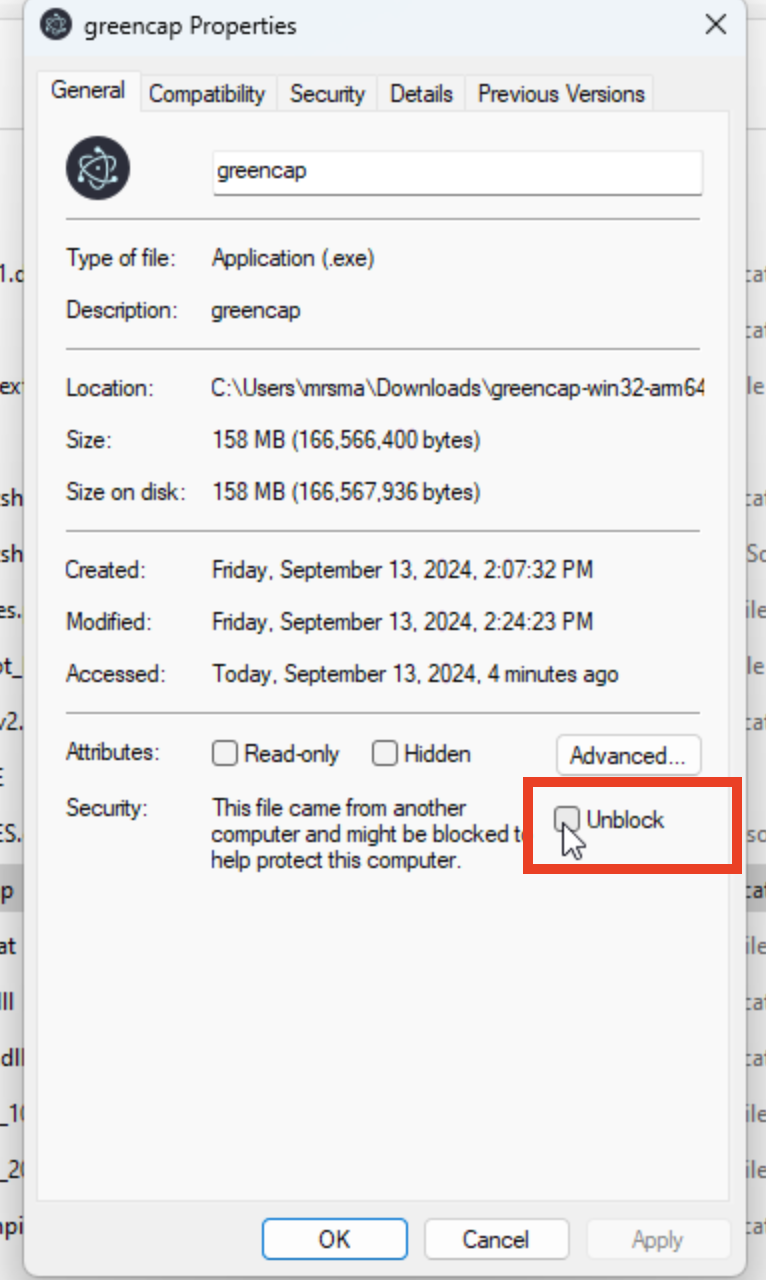 greencap Properties
General Compatibility Security Details Previous Versions
greencap
Type of file: Application (.exe)
Description: greencap
Location: C:\Users\mrsma\Downloads\greencap-win32-arm64
Size: 158 MB (166,566,400 bytes)
Size on disk: 158 MB (166,567,936 bytes)
Created: Friday, September 13, 2024, 2:07:32 PM
Modified: Friday, September 13, 2024, 2:24:23 PM
Accessed: Today, September 13, 2024, 4 minutes ago
Attributes: Read-only Hidden Advanced...
Security: This file came from another
computer and might be blocked to Unblock
help protect this computer.
OK Cancel Apply